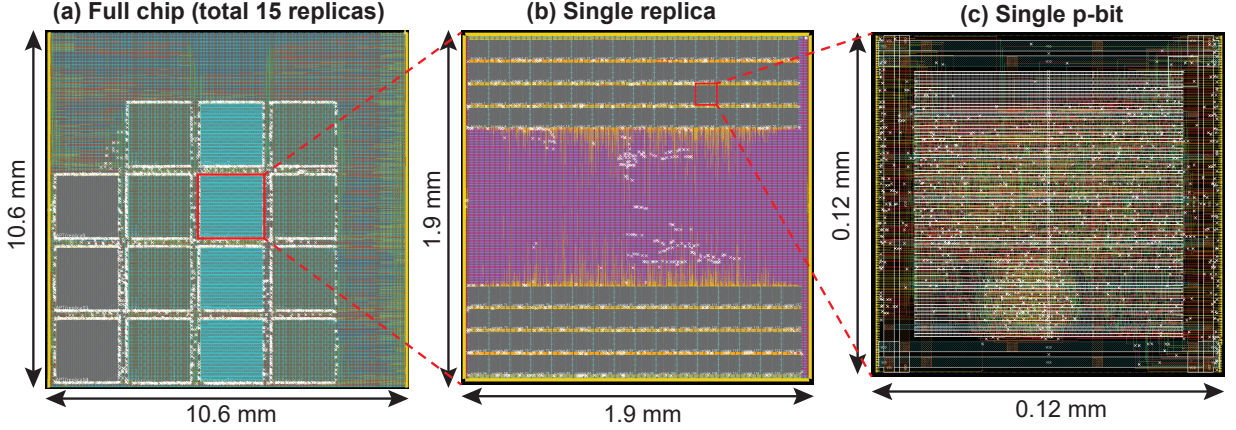 (a) Full chip (total 15 replicas)
(b) Single replica
(c) Single p-bit
10.6 mm
10.6 mm
1.9 mm
1.9 mm
0.12 mm
0.12 mm